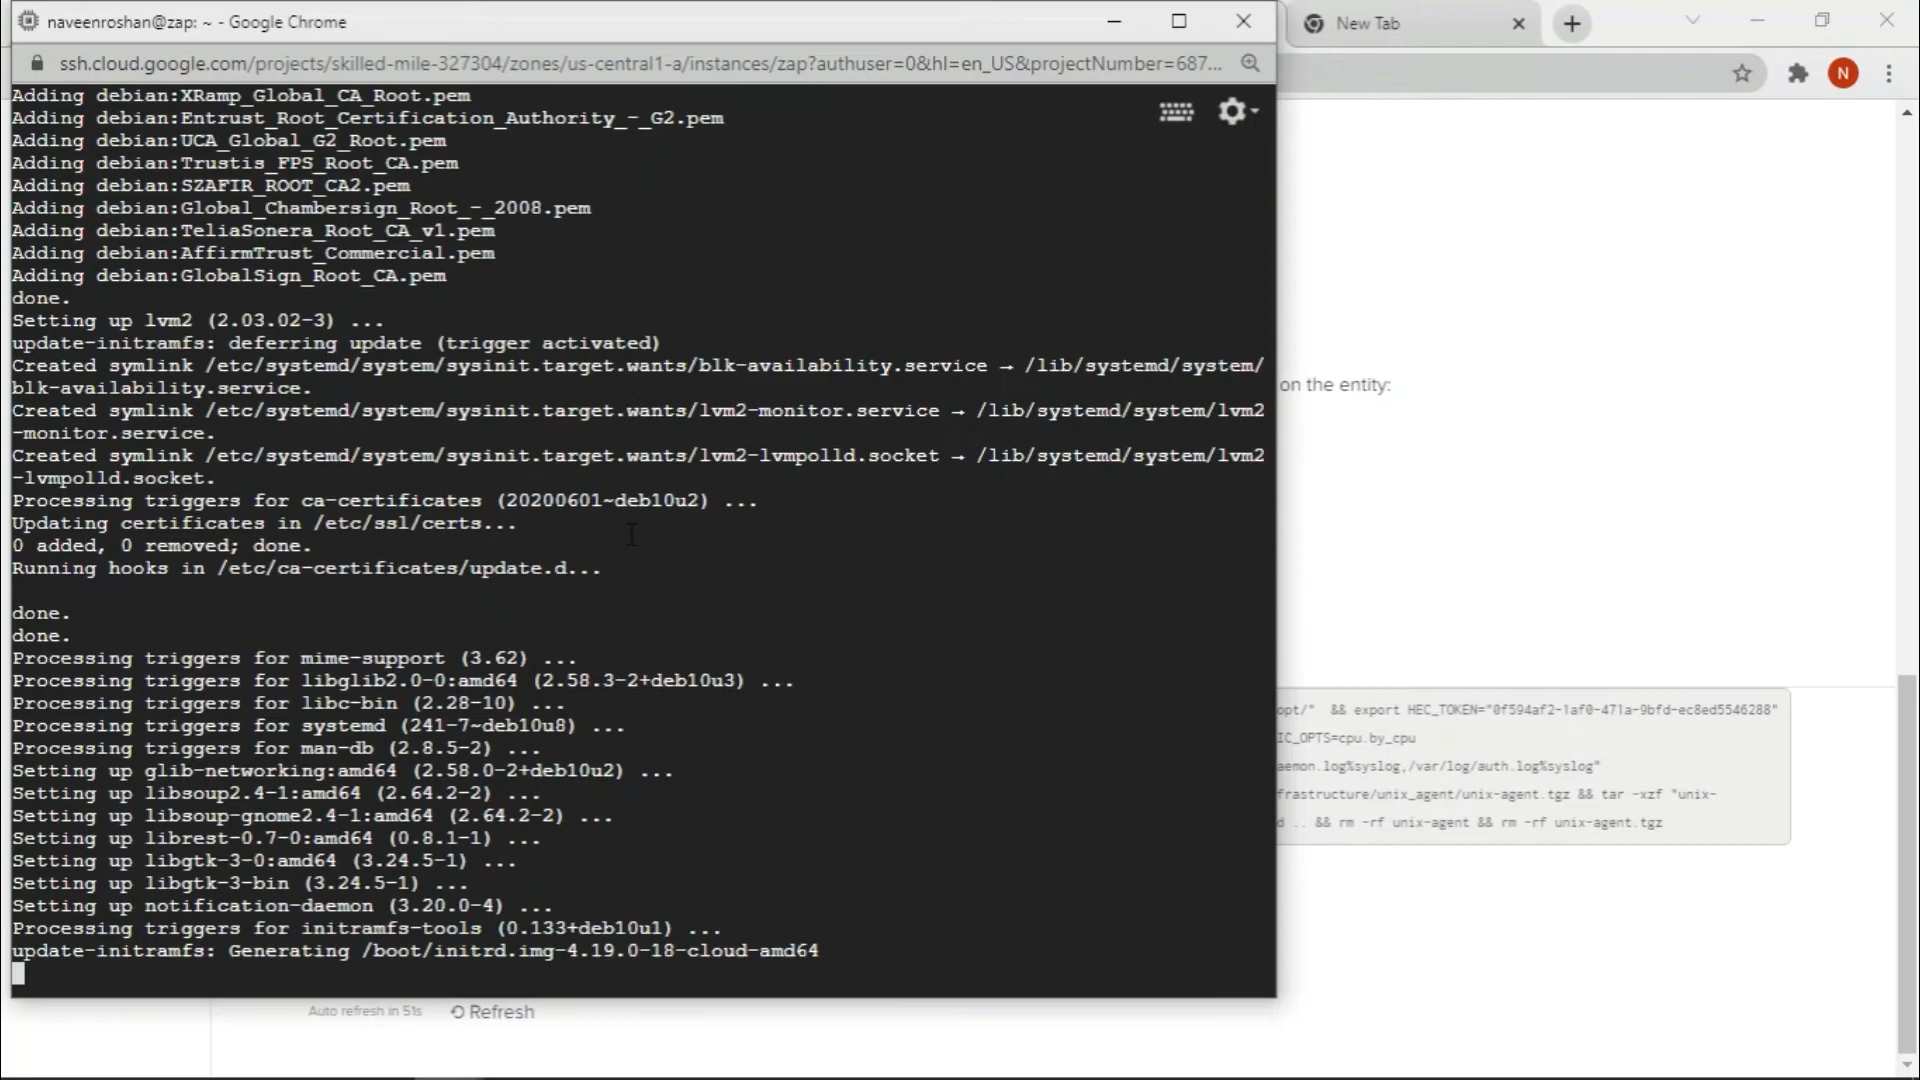 naveenroshan@zap: ~ - Google Chrome
New Tab
ssh.cloud.google.com/projects/skilled-mile-327304/zones/us-central1-a/instances/zap?authuser=0&hl=en_US&projectNumber=687...
N
Adding debian:XRamp_Global_CA_Root.pem
Adding debian:Entrust_Root_Certification_Authority_-_G2.pem
Adding debian:UCA_Global_G2_Root.pem
Adding debian:Trustis_FPS_Root_CA.pem
Adding debian:SZAFIR_ROOT_CA2.pem
Adding debian:Global_Chambersign_Root_-_2008.pem
Adding debian:TeliaSonera_Root_CA_v1.pem
Adding debian:AffirmTrust_Commercial.pem
Adding debian:GlobalSign_Root_CA.pem
done.
Setting up lvm2 (2.03.02-3) ...
update-initramfs: deferring update (trigger activated)
Created symlink /etc/systemd/system/sysinit.target.wants/blk-availability.service → /lib/systemd/system/
blk-availability.service.
Created symlink /etc/systemd/system/sysinit.target.wants/lvm2-monitor.service → /lib/systemd/system/lvm2
-monitor.service.
Created symlink /etc/systemd/system/sysinit.target.wants/lvm2-lvmpolld.socket → /lib/systemd/system/lvm2
-lvmpolld.socket.
Processing triggers for ca-certificates (20200601~deb10u2) ...
Updating certificates in /etc/ssl/certs...
0 added, 0 removed; done.
Running hooks in /etc/ca-certificates/update.d...
done.
done.
Processing triggers for mime-support (3.62) ...
Processing triggers for libglib2.0-0:amd64 (2.58.3-2+deb10u3) ...
Processing triggers for libc-bin (2.28-10) ...
Processing triggers for systemd (241-7~deb10u8) ...
Processing triggers for man-db (2.8.5-2) ...
Setting up glib-networking:amd64 (2.58.0-2+deb10u2) ...
Setting up libsoup2.4-1:amd64 (2.64.2-2) ...
Setting up libsoup-gnome2.4-1:amd64 (2.64.2-2) ...
Setting up librest-0.7-0:amd64 (0.8.1-1) ...
Setting up libgtk-3-0:amd64 (3.24.5-1) ...
Setting up libgtk-3-bin (3.24.5-1) ...
Setting up notification-daemon (3.20.0-4) ...
Processing triggers for initramfs-tools (0.133+deb10u1) ...
update-initramfs: Generating /boot/initrd.img-4.19.0-18-cloud-amd64
on the entity:
opt/" && export HEC_TOKEN="0f594af2-1af0-471a-9bfd-ec8ed5546288"
IC_OPTS=cpu.by_cpu
aemon.log%syslog,/var/log/auth.log%syslog"
frastructure/unix_agent/unix-agent.tgz && tar -xzf "unix-
d .. && rm -rf unix-agent && rm -rf unix-agent.tgz
Auto refresh in 51s
Refresh